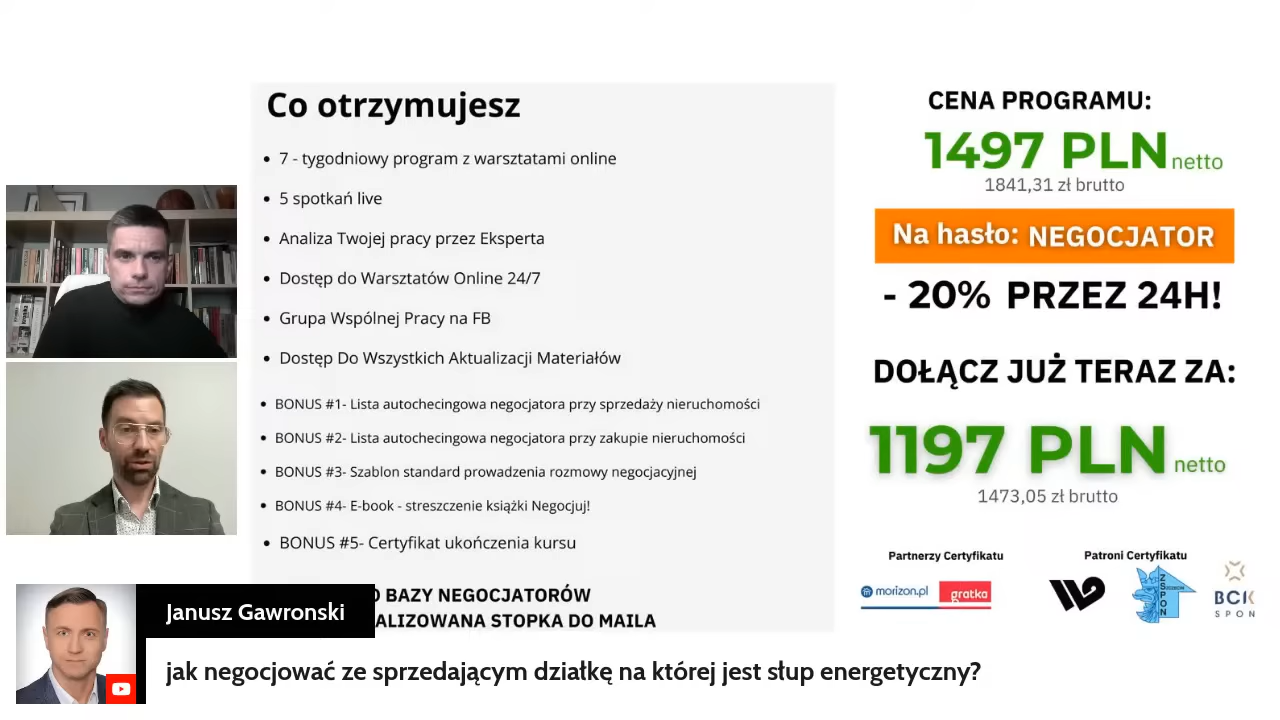 Co otrzymujesz
7 - tygodniowy program z warsztatami online
5 spotkań live
Analiza Twojej pracy przez Eksperta
Dostęp do Warsztatów Online 24/7
Grupa Wspólnej Pracy na FB
Dostęp Do Wszystkich Aktualizacji Materiałów
BONUS #1- Lista autochecingowa negocjatora przy sprzedaży nieruchomości
BONUS #2- Lista autochecingowa negocjatora przy zakupie nieruchomości
BONUS #3- Szablon standard prowadzenia rozmowy negocjacyjnej
BONUS #4- E-book - streszczenie książki Negocjuj!
BONUS #5- Certyfikat ukończenia kursu
O BAZY NEGOCJATORÓW
ALIZOWANA STOPKA DO MAILA
CENA PROGRAMU:
1497 PLN netto
1841,31 zł brutto
Na hasło: NEGOCJATOR
- 20% PRZEZ 24H!
DOŁĄCZ JUŻ TERAZ ZA:
1197 PLN netto
1473,05 zł brutto
Partnerzy Certyfikatu
morizon.pl gratka
Patroni Certyfikatu
ZSPON
BCK
SPON
Janusz Gawronski
jak negocjować ze sprzedającym działkę na której jest słup energetyczny?